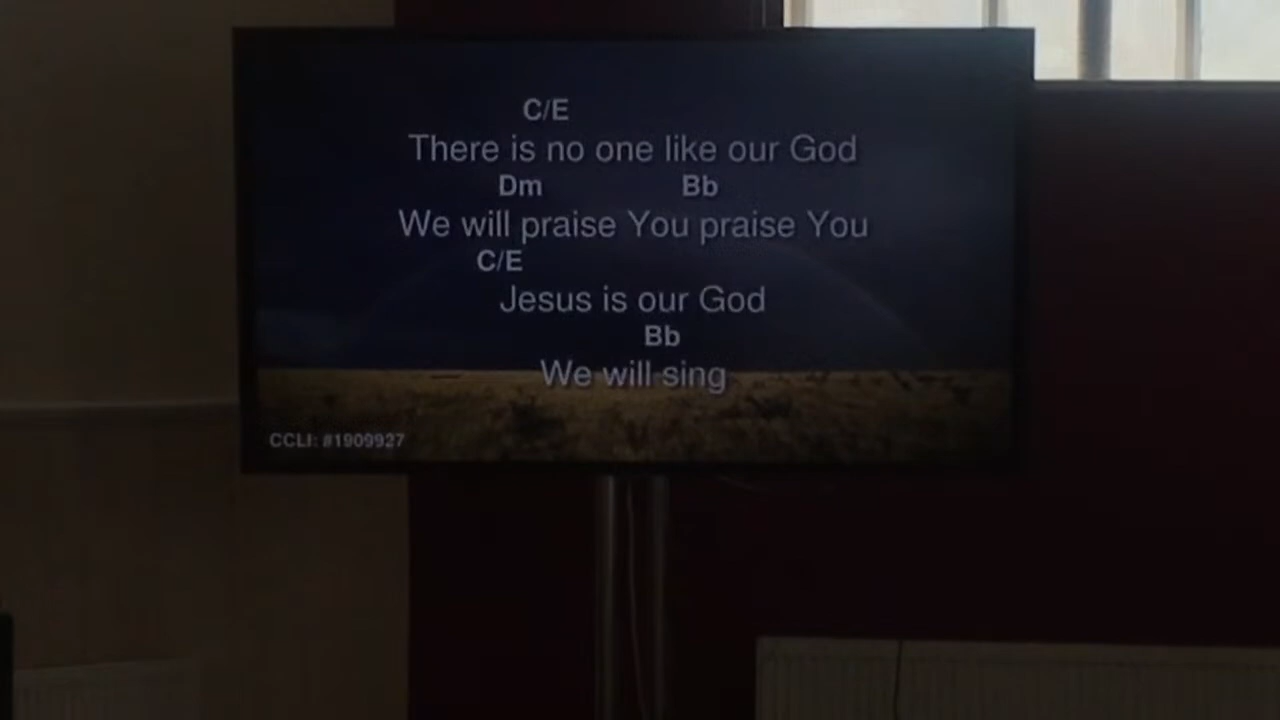 C/E
There is no one like our God
Dm Bb
We will praise You praise You
C/E
Jesus is our God
Bb
We will sing
CCLI: #1909927